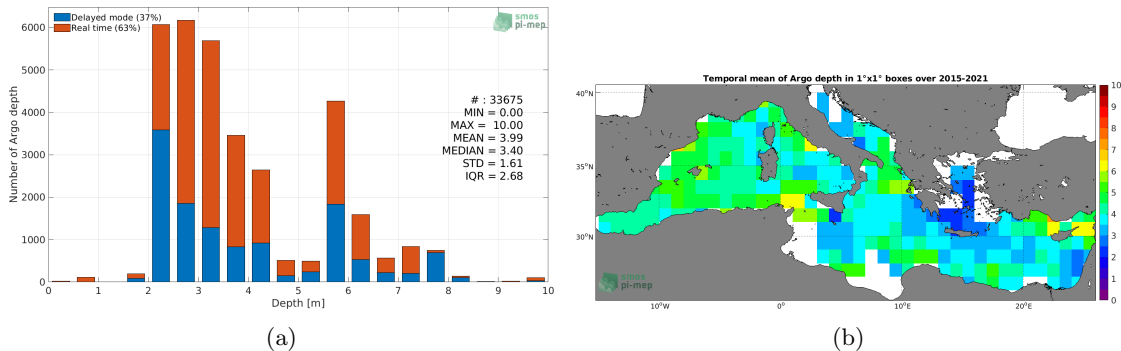 Delayed mode (37%)
Real time (63%)
smos
pi-mep
6000
5000
4000
3000
2000
1000
0
Number of Argo depth
# : 33675
MIN = 0.00
MAX = 10.00
MEAN = 3.99
MEDIAN = 3.40
STD = 1.61
IQR = 2.68
0 1 2 3 4 5 6 7 8 9 10
Depth [m]
(a)
Temporal mean of Argo depth in 1°x1° boxes over 2015-2021
40°N
35°N
30°N
10°W 0° 10°E 20°E
smos
pi-mep
10
9
8
7
6
5
4
3
2
1
0
(b)